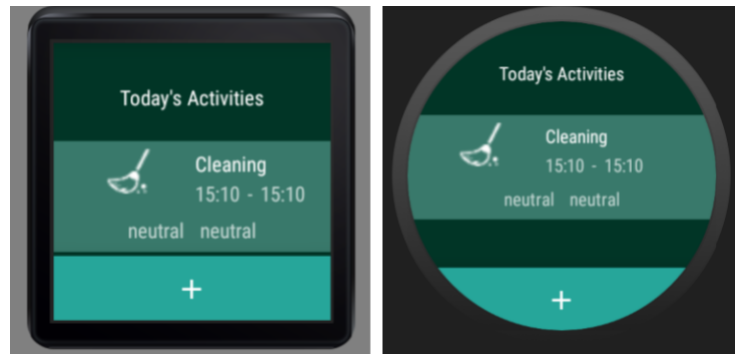 Today's Activities
Cleaning
15:10 - 15:10
neutral neutral
+
Today's Activities
Cleaning
15:10 - 15:10
neutral neutral
+